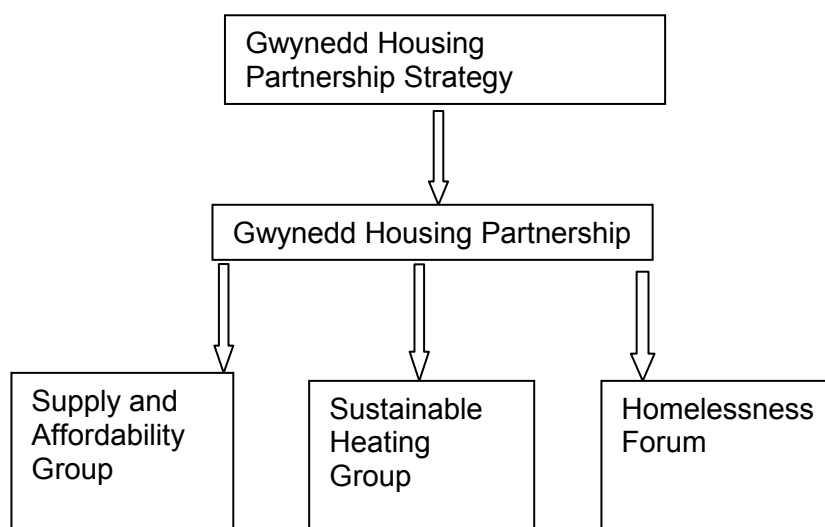 Gwynedd Housing
Partnership Strategy
Gwynedd Housing Partnership
Supply and
Affordability
Group
Sustainable
Heating
Group
Homelessness
Forum